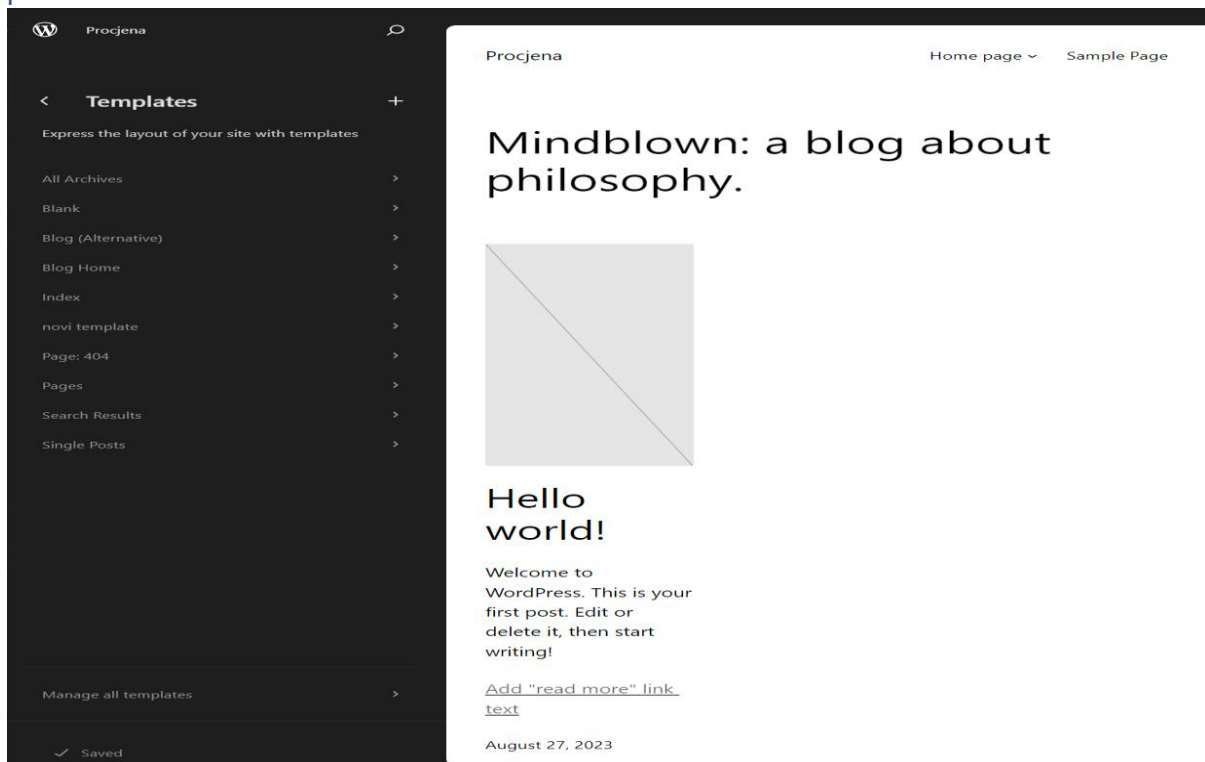 Procjena
Templates
Express the layout of your site with templates
All Archives
Blank
Blog (Alternative)
Blog Home
Index
novi template
Page: 404
Pages
Search Results
Single Posts
Manage all templates
Saved
Procjena
Home page Sample Page
Mindblown: a blog about
philosophy.
Hello
world!
Welcome to
WordPress. This is your
first post. Edit or
delete it, then start
writing!
Add "read more" link
text
August 27, 2023